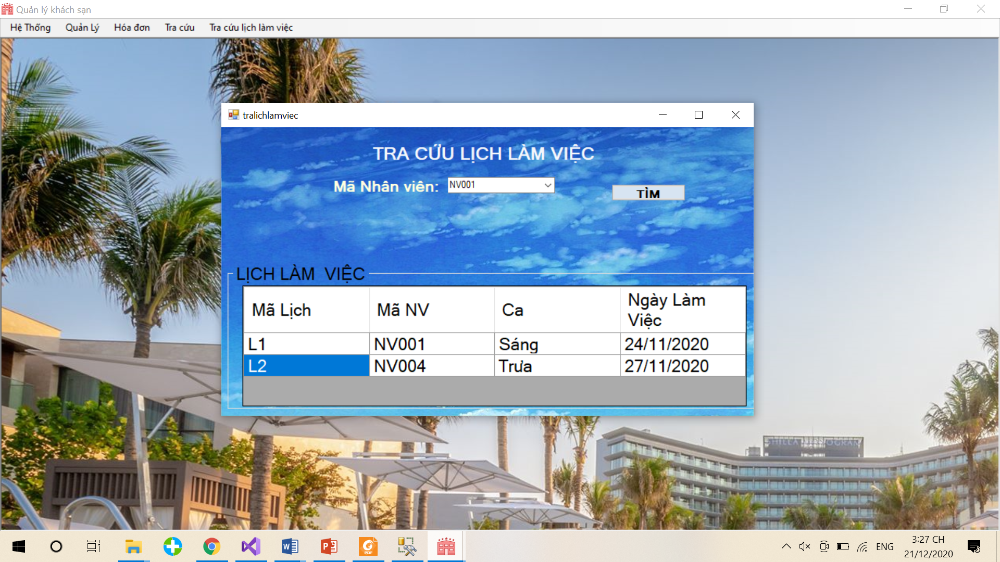 Quản lý khách sạn
Hệ Thống Quản Lý Hóa đơn Tra cứu Tra cứu lịch làm việc
tralichlamviec
TRA CỨU LỊCH LÀM VIỆC
Mã Nhân viên: NV001
TÌM
LỊCH LÀM VIỆC
Mã Lịch Mã NV Ca Ngày Làm Việc
L1 NV001 Sáng 24/11/2020
L2 NV004 Trưa 27/11/2020
SHILLA MONOGRAM
ENG
3:27 CH
21/12/2020